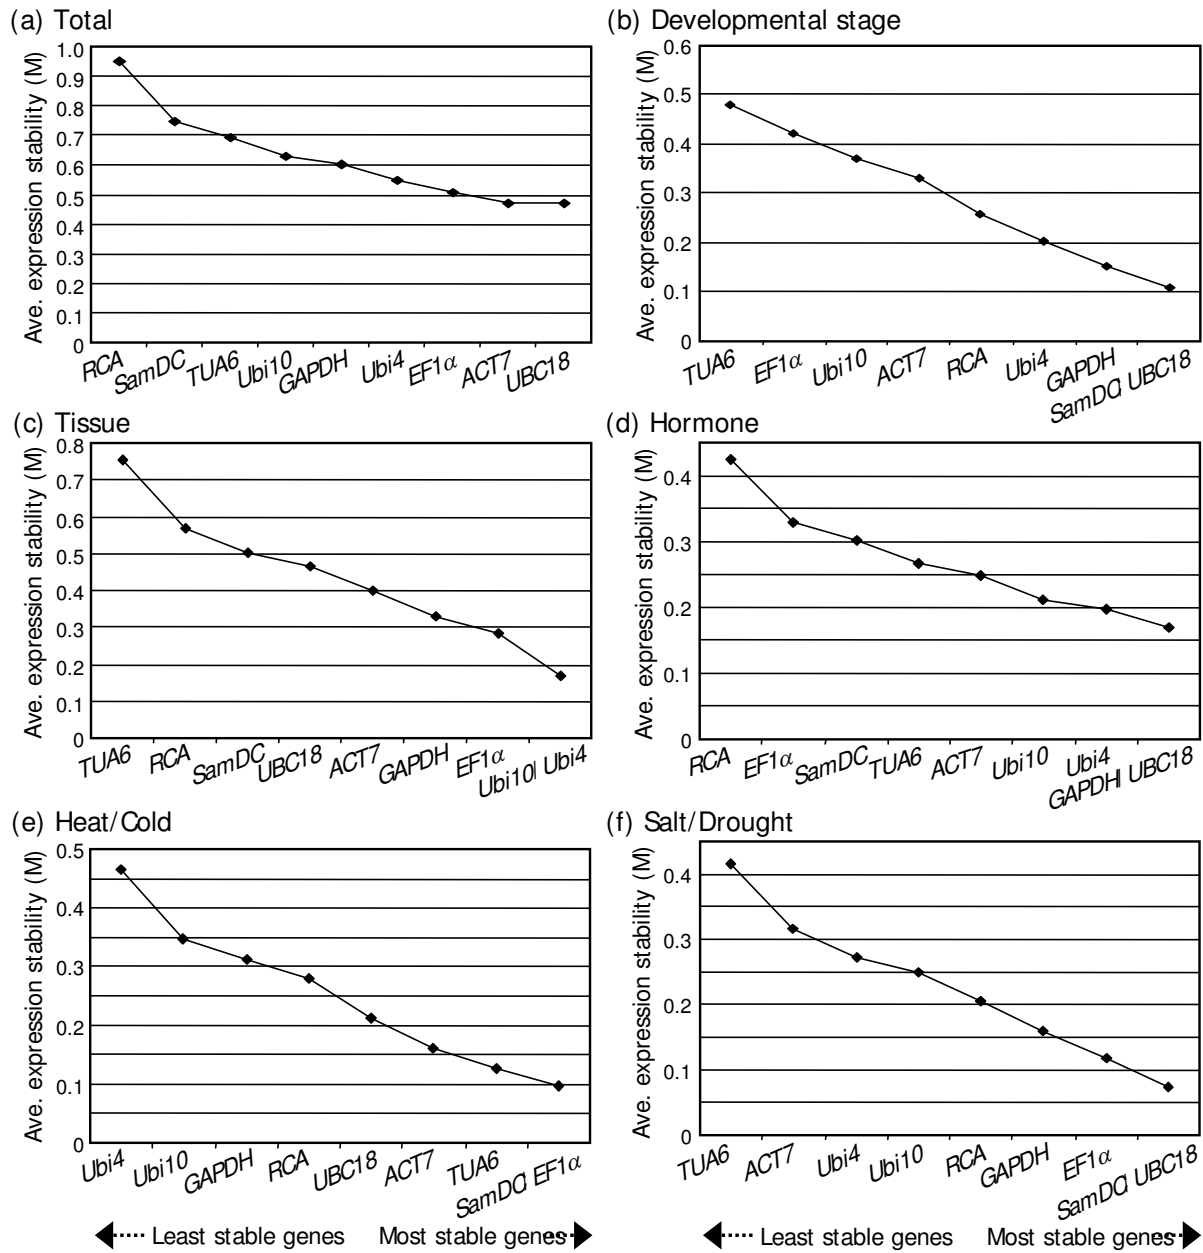 (a) Total
Ave. expression stability (M)
1.0
0.9
0.8
0.7
0.6
0.5
0.4
0.3
0.2
0.1
RCA SamDC TUA6 Ubi10 GAPDH Ubi4 EF1α ACT7 UBC18
(b) Developmental stage
Ave. expression stability (M)
0.6
0.5
0.4
0.3
0.2
0.1
0
TUA6 EF1α Ubi10 ACT7 RCA Ubi4 GAPDH SamDC| UBC18
(c) Tissue
Ave. expression stability (M)
0.8
0.7
0.6
0.5
0.4
0.3
0.2
0.1
0
TUA6 RCA SamDC UBC18 ACT7 GAPDH EF1α Ubi10| Ubi4
(d) Hormone
Ave. expression stability (M)
0.4
0.3
0.2
0.1
0
RCA EF1α SamDC TUA6 ACT7 Ubi10 Ubi4 GAPDH| UBC18
(e) Heat/Cold
Ave. expression stability (M)
0.5
0.4
0.3
0.2
0.1
0
Ubi4 Ubi10 GAPDH RCA UBC18 ACT7 TUA6 SamDC| EF1α
(f) Salt/Drought
Ave. expression stability (M)
0.4
0.3
0.2
0.1
0
TUA6 ACT7 Ubi4 Ubi10 RCA GAPDH EF1α SamDC| UBC18
Least stable genes Most stable genes
Least stable genes Most stable genes